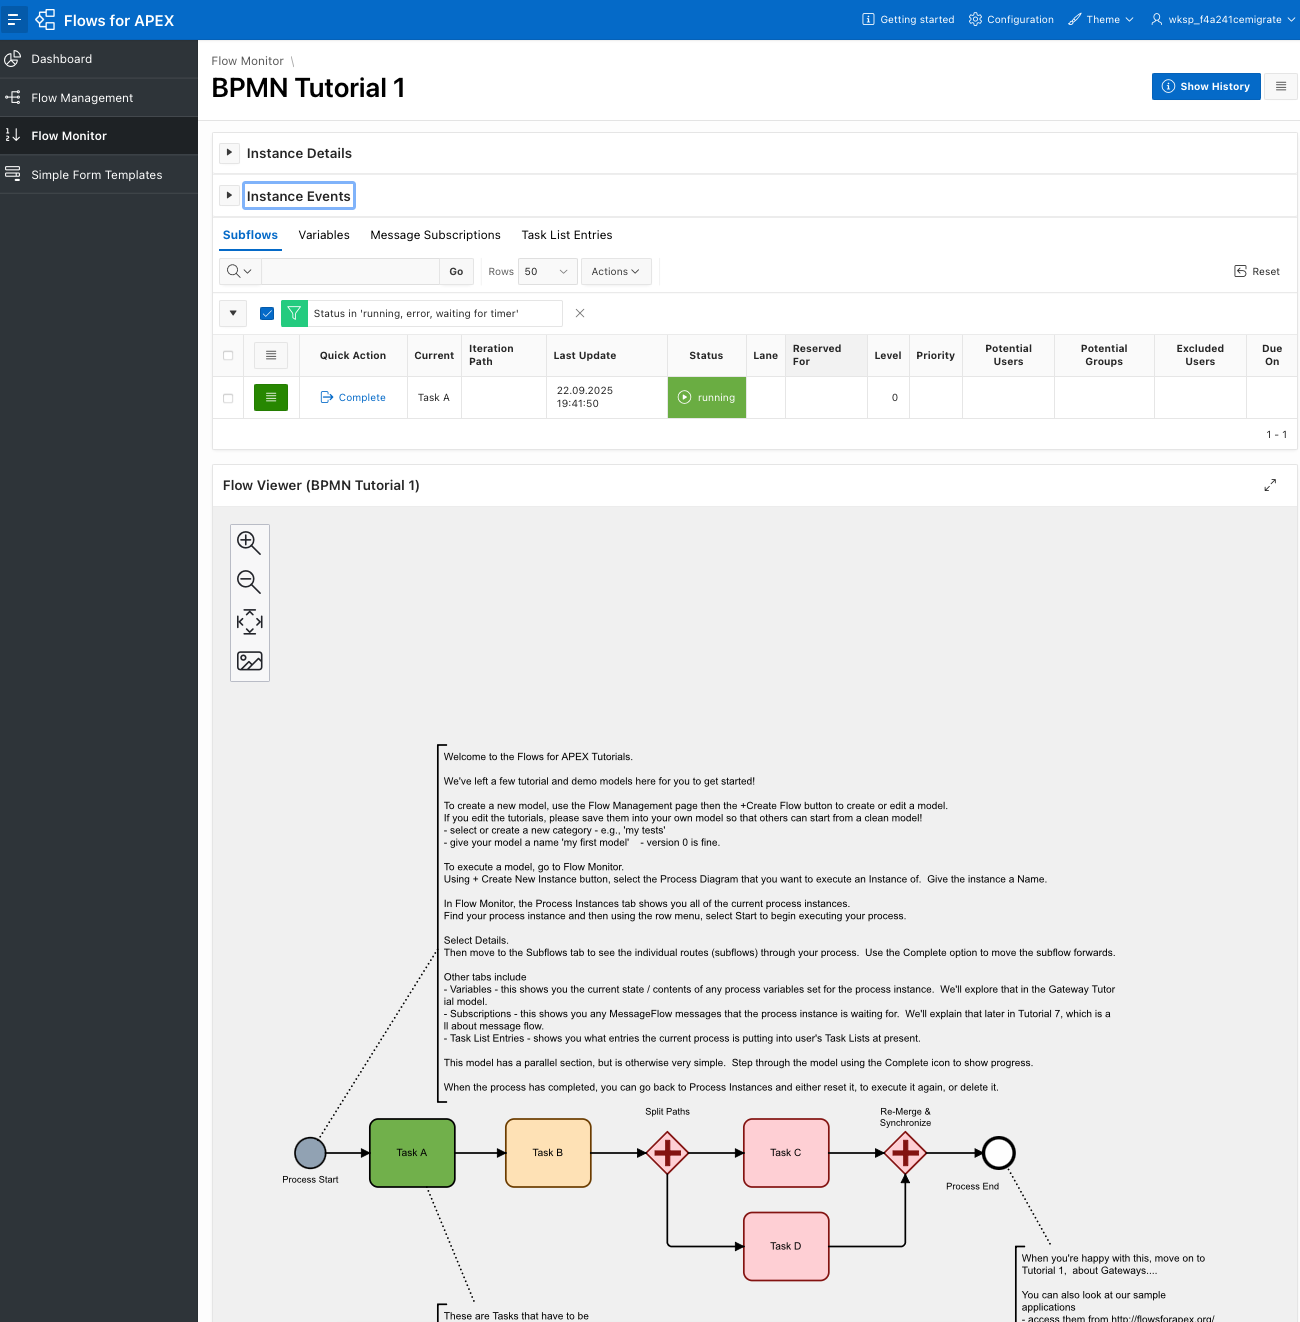 Flows for APEX
Getting started
Configuration
Theme
wksp_f4a241cemigrate
Dashboard
Flow Management
Flow Monitor
Simple Form Templates
Flow Monitor \
BPMN Tutorial 1
Show History
Instance Details
Instance Events
Subflows
Variables
Message Subscriptions
Task List Entries
Go
Rows
50
Actions
Reset
Status in 'running, error, waiting for timer'
Quick Action
Current
Iteration
Path
Last Update
Status
Lane
Reserved
For
Level
Priority
Potential
Users
Potential
Groups
Excluded
Users
Due
On
Complete
Task A
22.09.2025
19:41:50
running
0
1 - 1
Flow Viewer (BPMN Tutorial 1)
Welcome to the Flows for APEX Tutorials.
We've left a few tutorial and demo models here for you to get started!
To create a new model, use the Flow Management page then the +Create Flow button to create or edit a model.
If you edit the tutorials, please save them into your own model so that others can start from a clean model!
- select or create a new category - e.g., 'my tests'
- give your model a name 'my first model'    - version 0 is fine.
To execute a model, go to Flow Monitor.
Using + Create New Instance button, select the Process Diagram that you want to execute an Instance of.  Give the instance a Name.
In Flow Monitor, the Process Instances tab shows you all of the current process instances.
Find your process instance and then using the row menu, select Start to begin executing your process.
Select Details.
Then move to the Subflows tab to see the individual routes (subflows) through your process.  Use the Complete option to move the subflow forwards.
Other tabs include
- Variables - this shows you the current state / contents of any process variables set for the process instance.  We'll explore that in the Gateway Tutor
ial model.
- Subscriptions - this shows you any MessageFlow messages that the process instance is waiting for.  We'll explain that later in Tutorial 7, which is a
ll about message flow.
- Task List Entries - shows you what entries the current process is putting into user's Task Lists at present.
This model has a parallel section, but is otherwise very simple.  Step through the model using the Complete icon to show progress.
When the process has completed, you can go back to Process Instances and either reset it, to execute it again, or delete it.
Split Paths
Re-Merge &
Synchronize
Task A
Task B
Task C
Process Start
Process End
Task D
When you're happy with this, move on to
Tutorial 1,  about Gateways....
You can also look at our sample
applications
- access them from http://flowsforapex.org/
These are Tasks that have to be